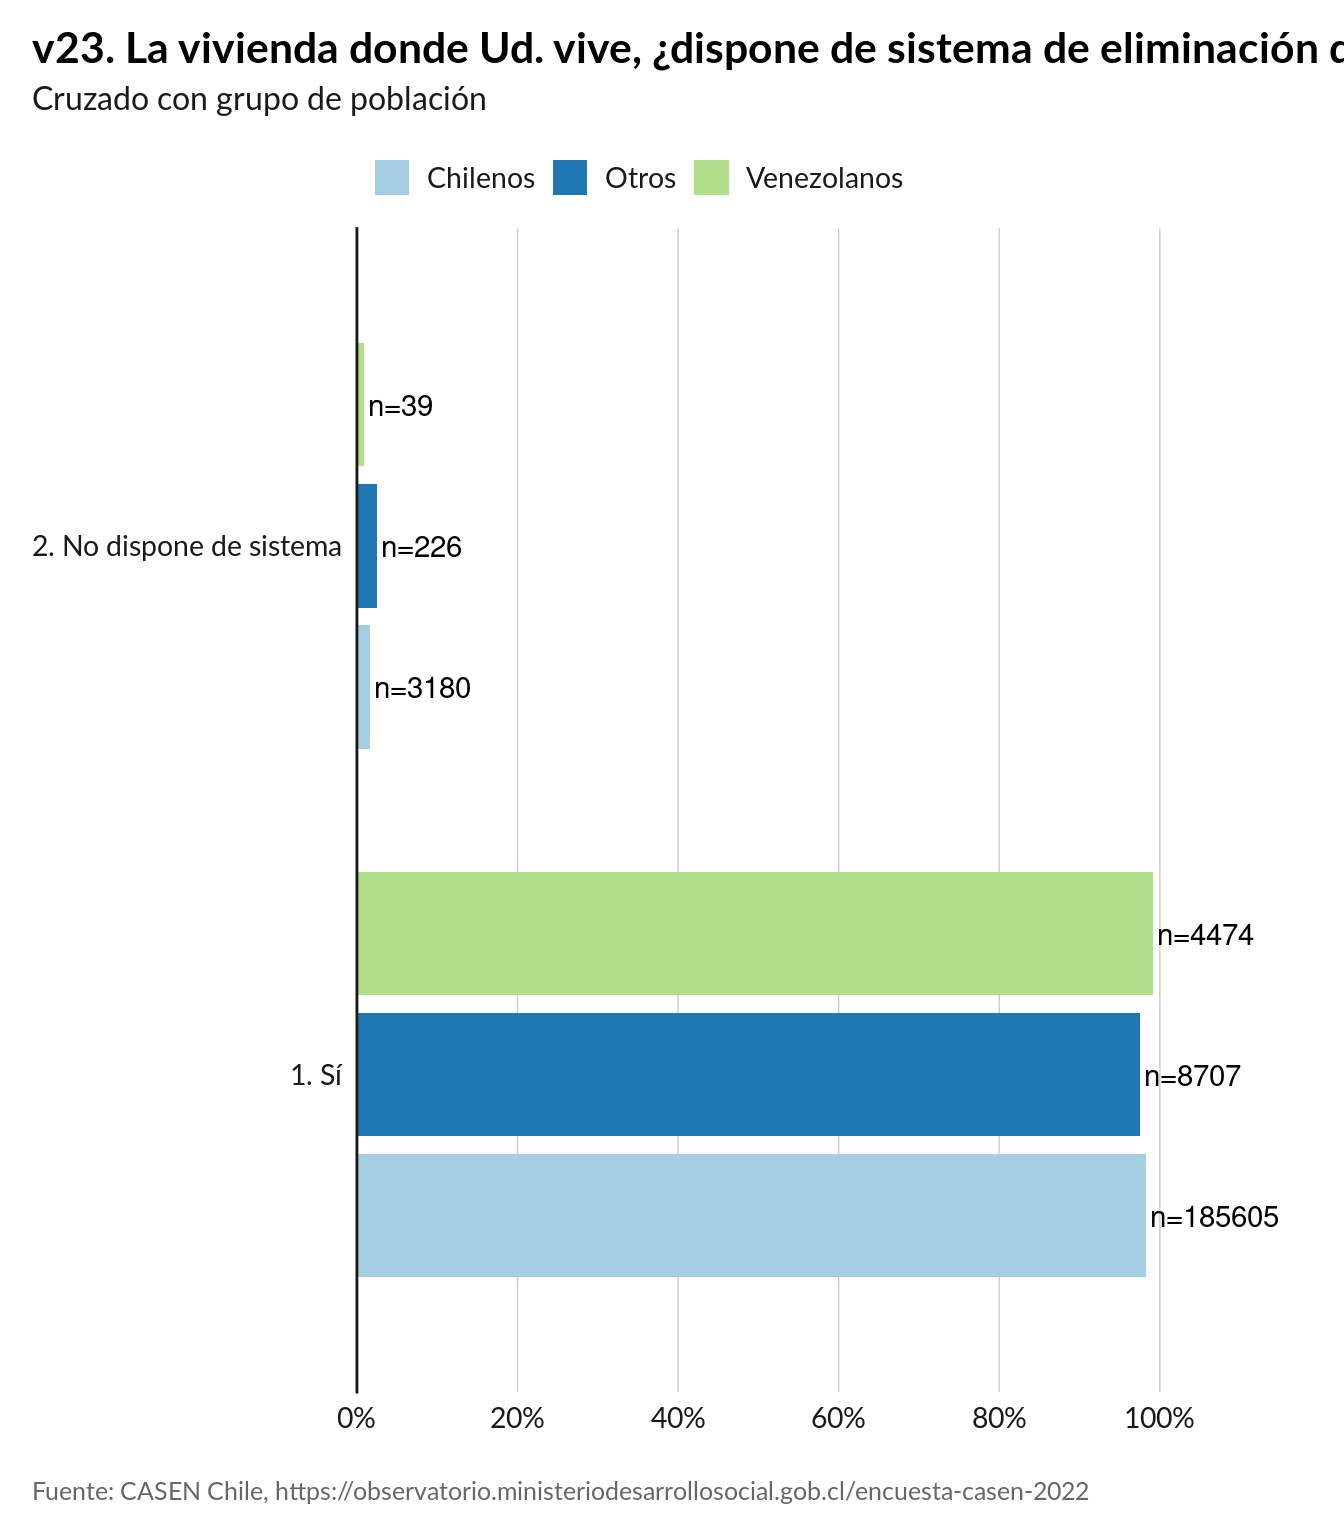 v23. La vivienda donde Ud. vive, ¿dispone de sistema de eliminación
Cruzado con grupo de población
Chilenos Otros Venezolanos
n=39
2. No dispone de sistema n=226
n=3180
n=4474
1. Sí n=8707
n=185605
0% 20% 40% 60% 80% 100%
Fuente: CASEN Chile, https://observatorio.ministeriodesarrollosocial.gob.cl/encuesta-casen-2022